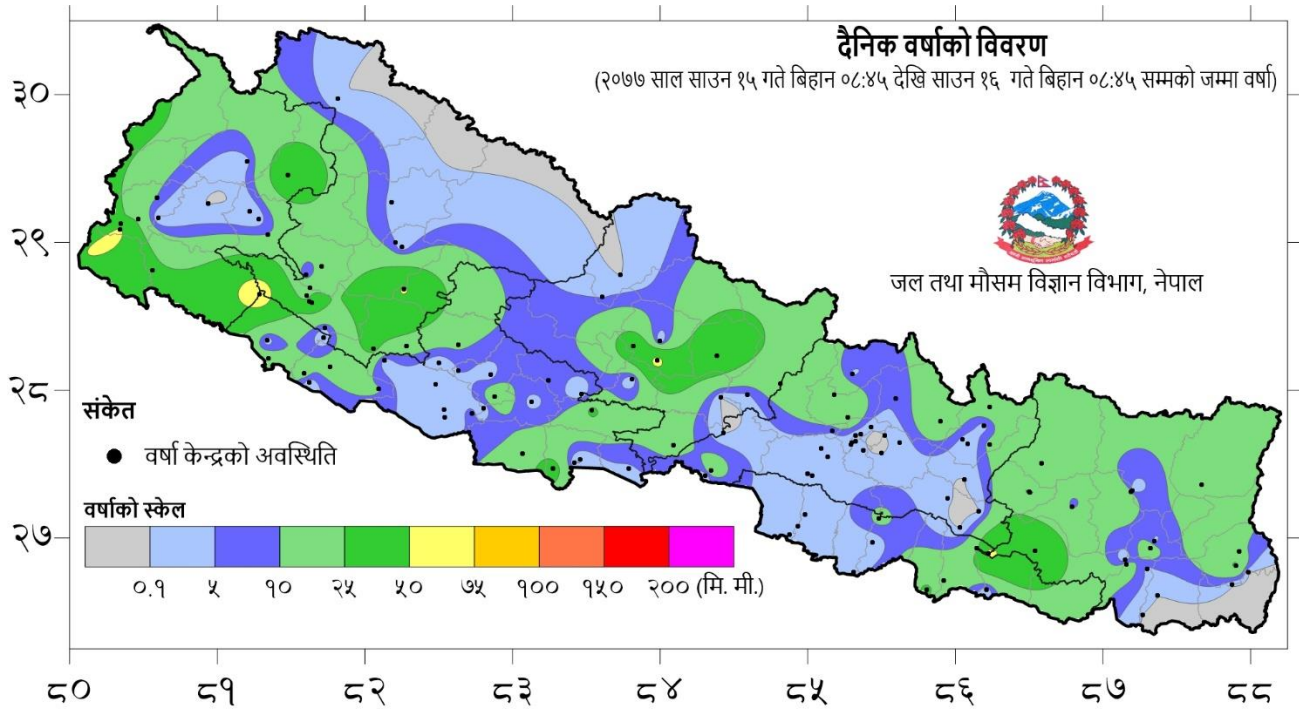 दैनिक वर्षाको विवरण
(२०७७ साल साउन १५ गते बिहान ०८:४५ देखि साउन १६ गते बिहान ०८:४५ सम्मको जम्मा वर्षा)
जल तथा मौसम विज्ञान विभाग, नेपाल
३०
२९
२८
२७
संकेत
वर्षा केन्द्रको अवस्थिति
वर्षाको स्केल
०.१ ५ १० २५ ५० ७५ १०० १५० २०० (मि. मी.)
८० ८१ ८२ ८३ ८४ ८५ ८६ ८७ ८८